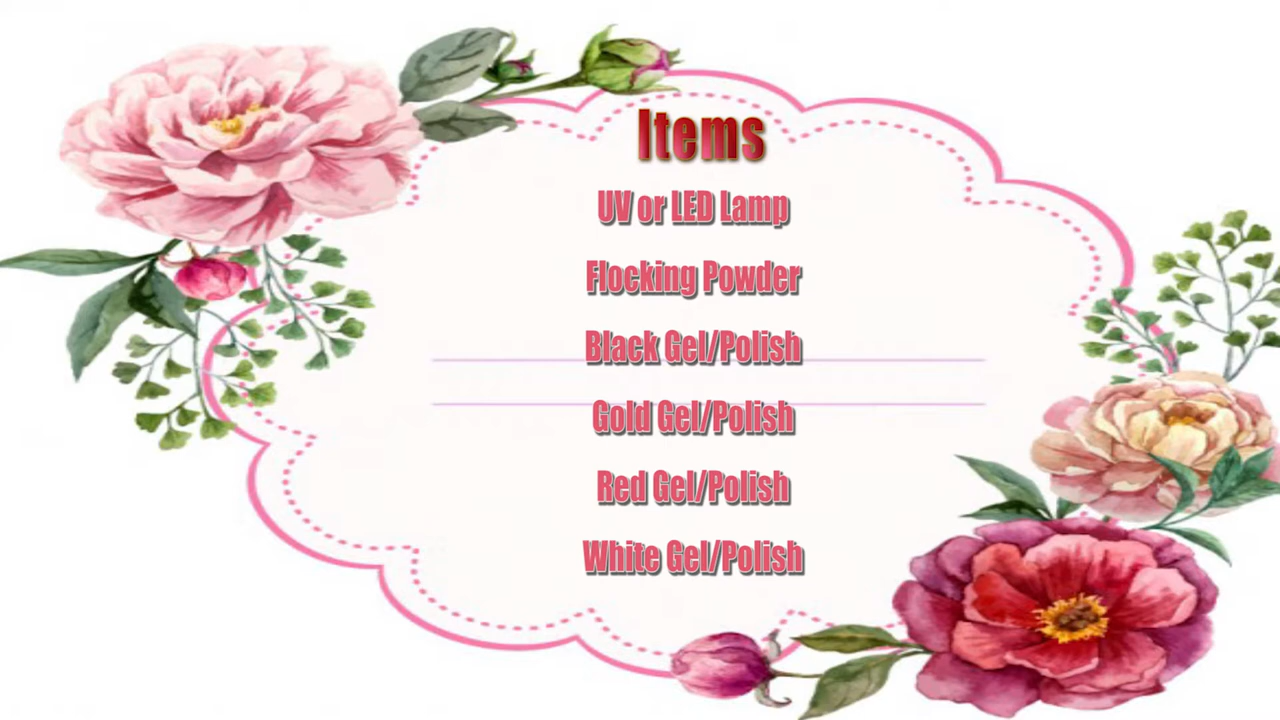 Items
UV or LED Lamp
Flocking Powder
Black Gel/Polish
Gold Gel/Polish
Red Gel/Polish
White Gel/Polish